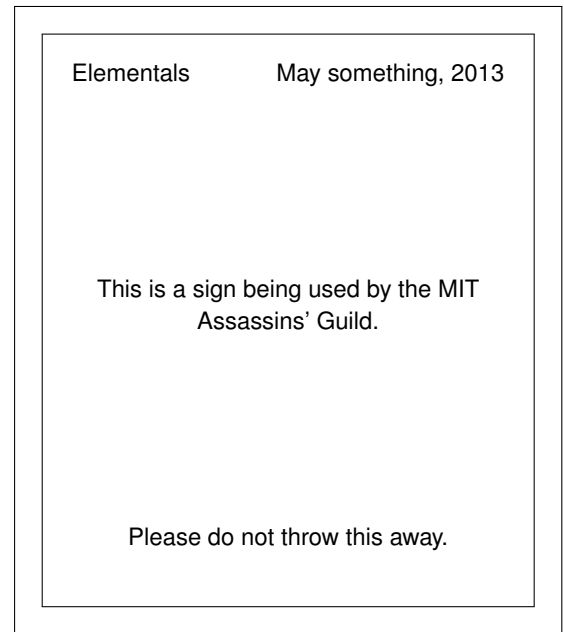 Elementals May something, 2013
This is a sign being used by the MIT
Assassins’ Guild.
Please do not throw this away.